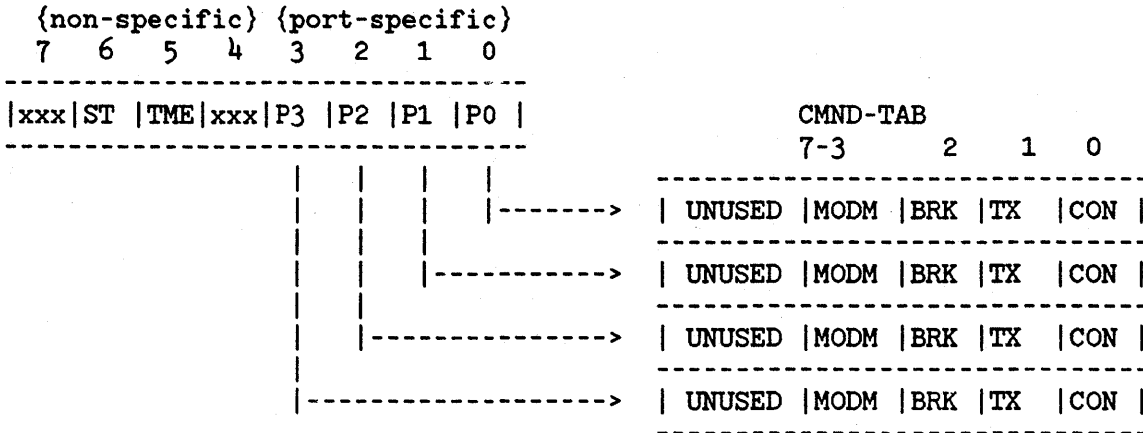 {non-specific} {port-specific}
7 6 5 4 3 2 1 0
|xxx|ST |TME|xxx|P3 |P2 |P1 |P0 |
CMND-TAB
7-3 2 1 0
| UNUSED |MODM |BRK |TX |CON |
| UNUSED |MODM |BRK |TX |CON |
| UNUSED |MODM |BRK |TX |CON |
| UNUSED |MODM |BRK |TX |CON |